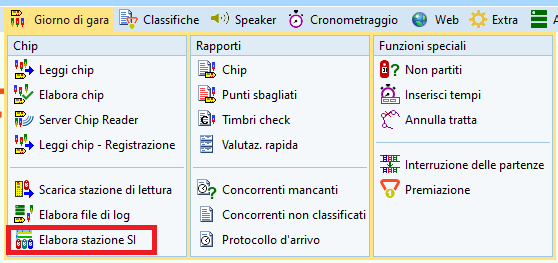 Giorno di gara Classifiche Speaker Cronometraggio Web Extra
Chip
Leggi chip
Elabora chip
Server Chip Reader
Leggi chip - Registrazione
Scarica stazione di lettura
Elabora file di log
Elabora stazione SI
Rapporti
Chip
Punti sbagliati
Timbri check
Valutaz. rapida
Concorrenti mancanti
Concorrenti non classificati
Protocollo d'arrivo
Funzioni speciali
Non partiti
Inserisci tempi
Annulla tratta
Interruzione delle partenze
Premiazione